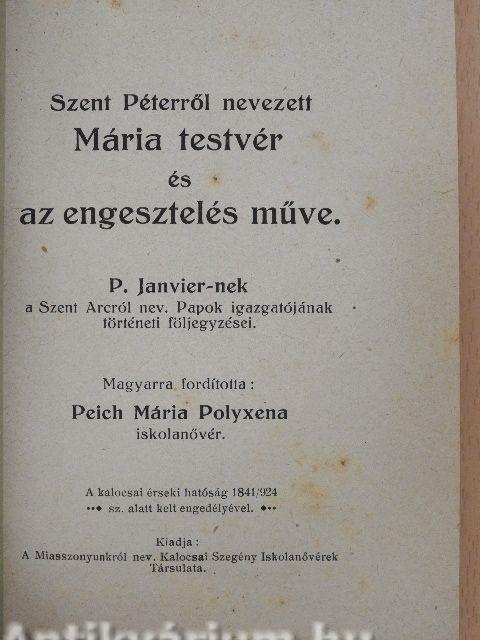 Szent Péterről nevezett
Mária testvér
és
az engesztelés műve.
P. Janvier-nek
a Szent Arcról nev. Papok igazgatójának
történeti följegyzései.
Magyarra fordította:
Peich Mária Polyxena
iskolanővér.
A kalocsai érseki hatóság 1841/924
sz. alatt kelt engedélyével.
Kiadja:
A Miasszonyunkról nev. Kalocsai Szegény Iskolanővérek
Társulata.
Antikvárium.hu